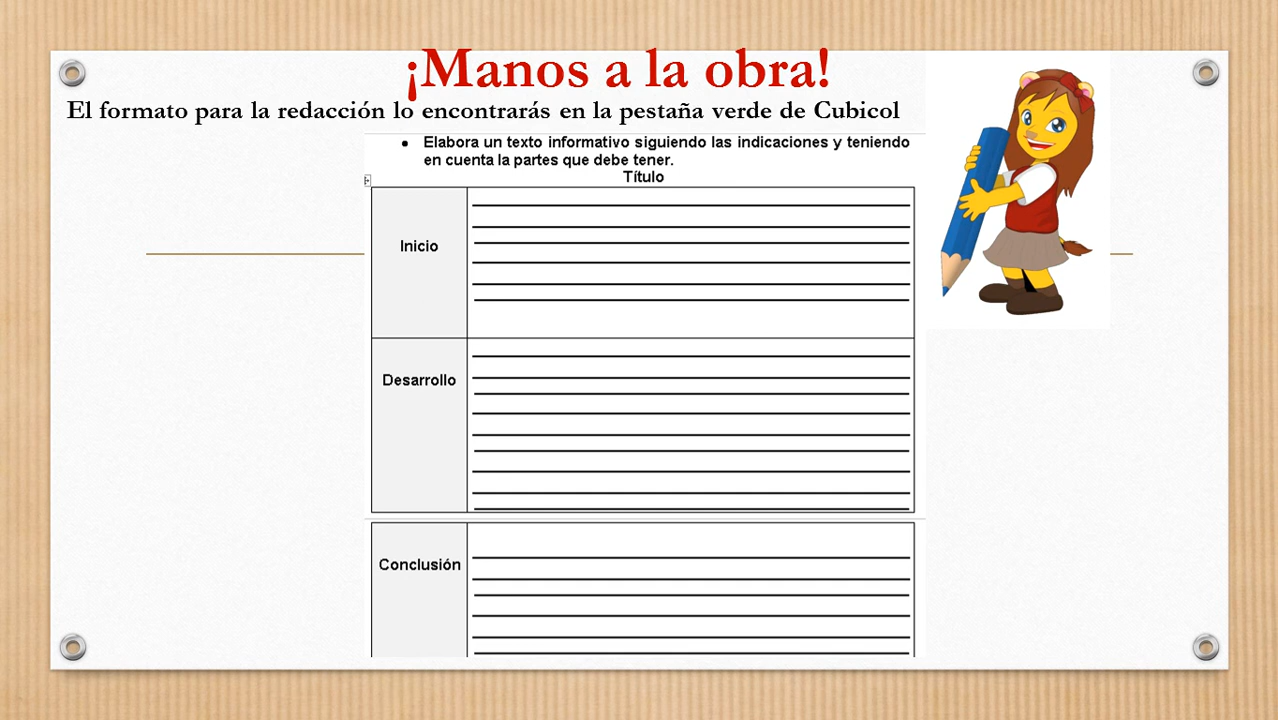 ¡Manos a la obra!
El formato para la redacción lo encontrarás en la pestaña verde de Cubicol
• Elabora un texto informativo siguiendo las indicaciones y teniendo
en cuenta la partes que debe tener.
Título
Inicio
Desarrollo
Conclusión